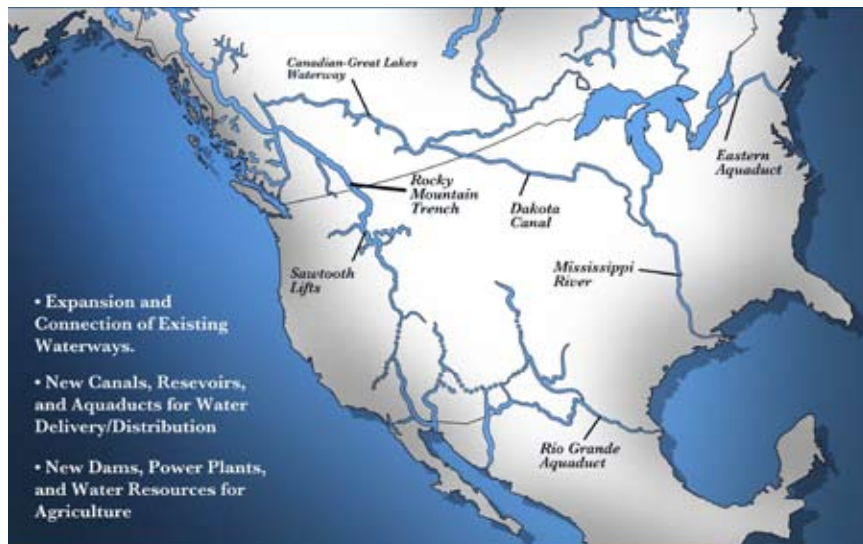 Canadian-Great Lakes
Waterway
Eastern
Aquaduct
Rocky
Mountain
Trench
Dakota
Canal
Sawtooth
Lifts
Mississippi
River
• Expansion and
Connection of Existing
Waterways.
• New Canals, Resevoirs,
and Aquaducts for Water
Delivery/Distribution
Rio Grande
Aquaduct
• New Dams, Power Plants,
and Water Resources for
Agriculture